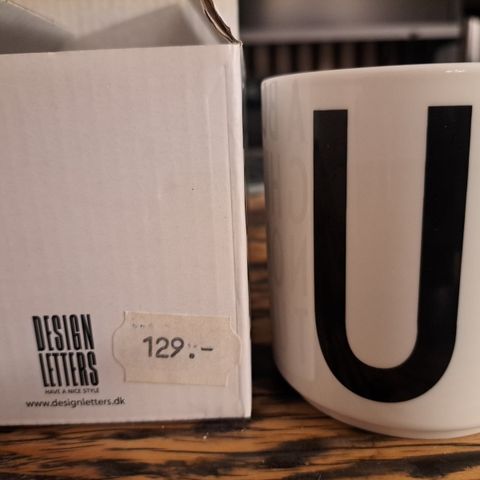 DESIGN
LETTERS
HAVE A NICE STYLE
www.designletters.dk
129.-
U